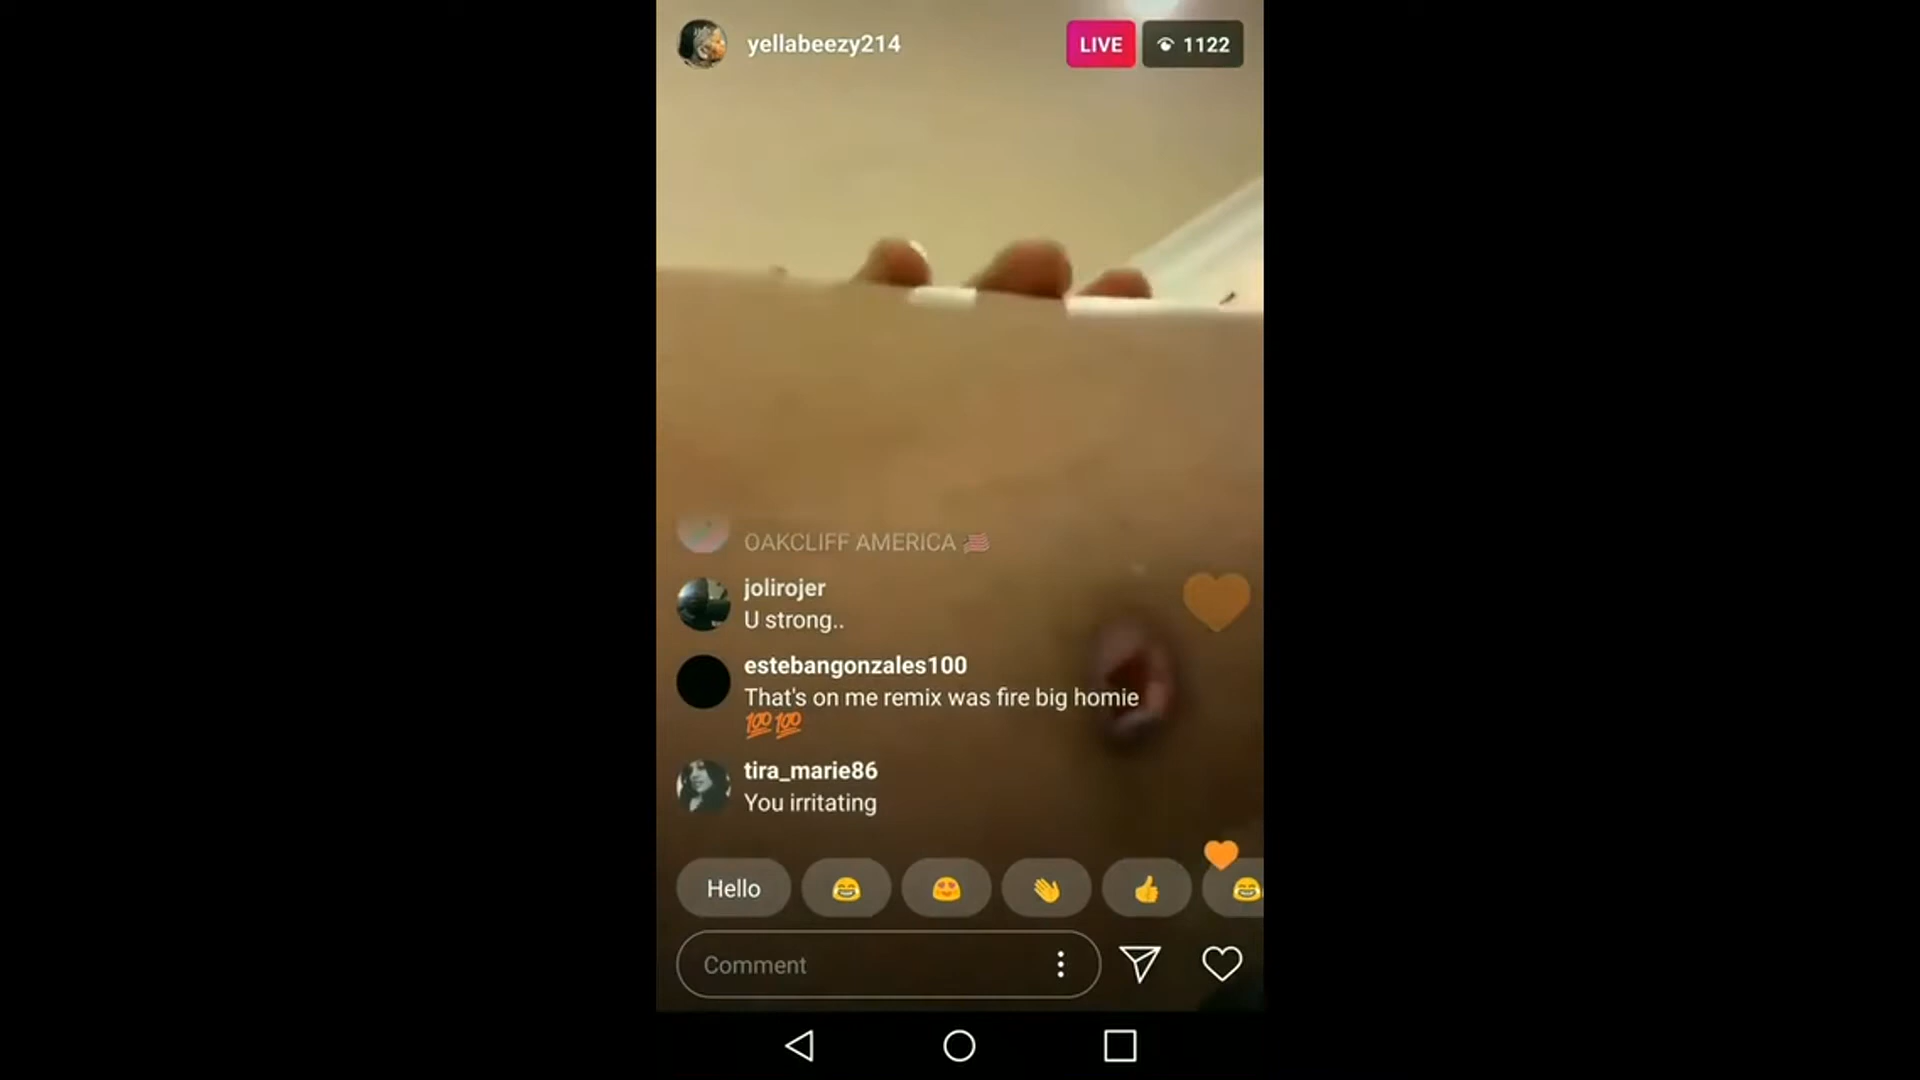 yellabeezy214
LIVE
1122
OAKCLIFF AMERICA 🇺🇸
jolirojer
U strong..
estebangonzales100
That's on me remix was fire big homie
💯💯
tira_marie86
You irritating
Hello
Comment